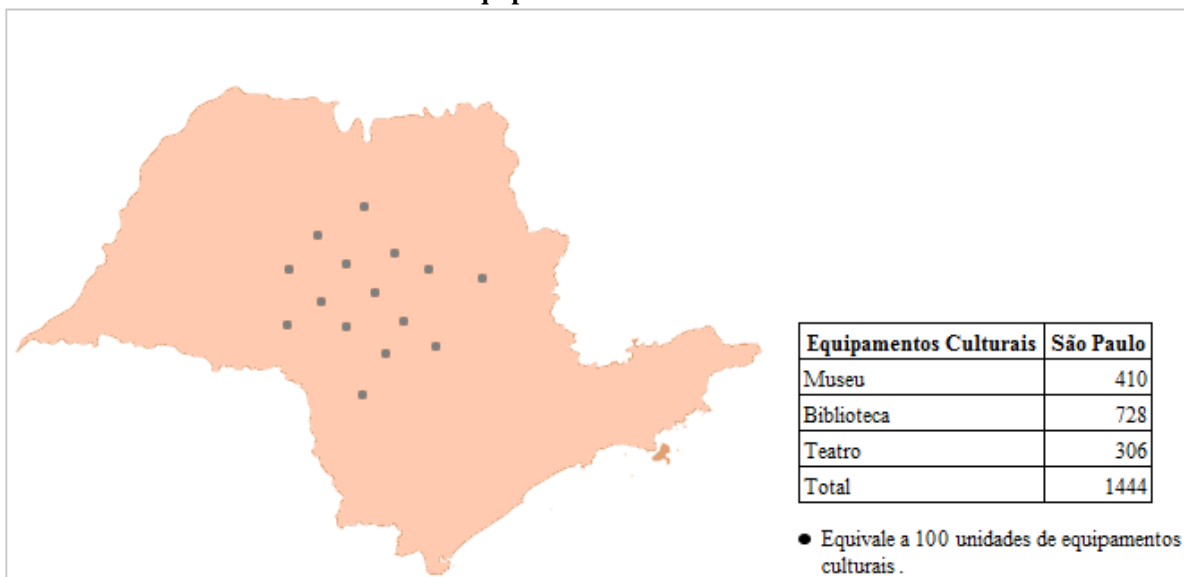 Equipamentos Culturais São Paulo
Museu 410
Biblioteca 728
Teatro 306
Total 1444
● Equivale a 100 unidades de equipamentos
culturais .